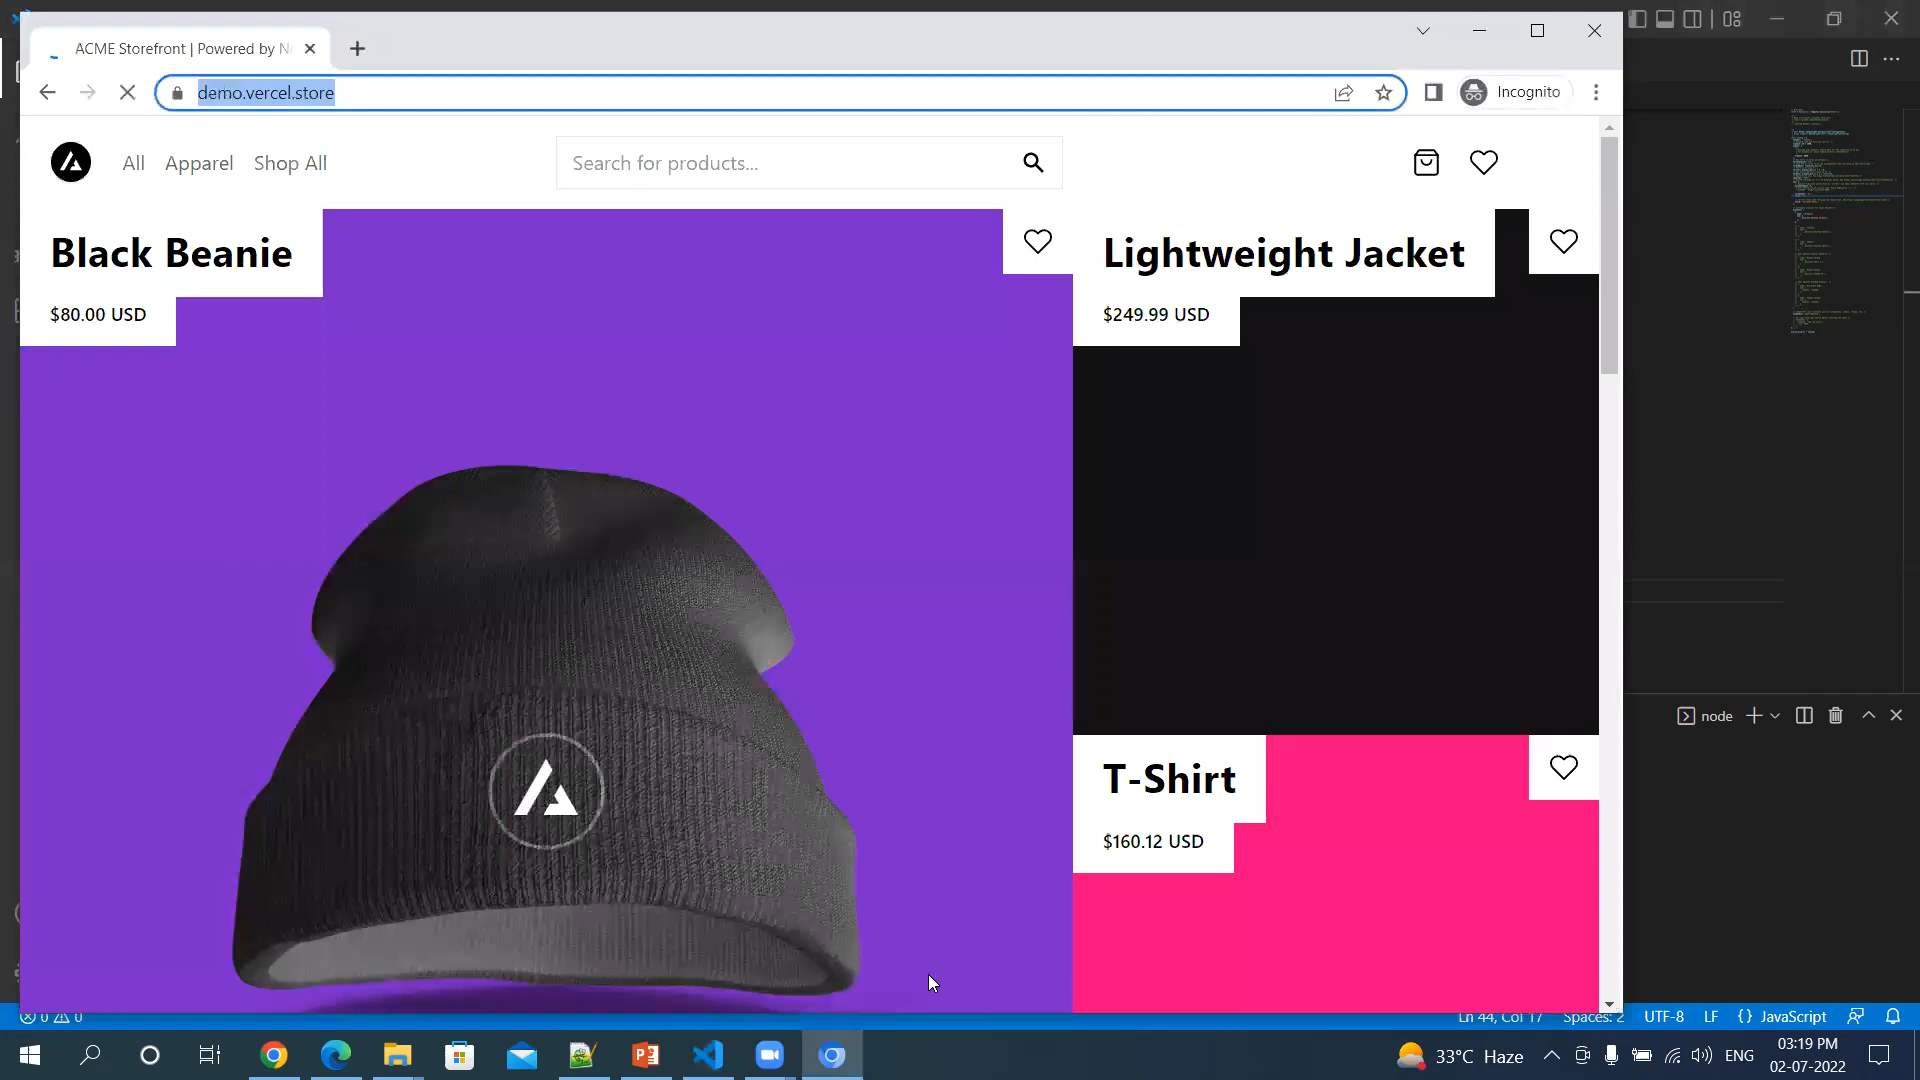 ACME Storefront | Powered by N
demo.vercel.store
Incognito
All Apparel Shop All
Search for products...
Black Beanie
$80.00 USD
Lightweight Jacket
$249.99 USD
T-Shirt
$160.12 USD
node
0 0
Ln 44, Col 17 Spaces: 2 UTF-8 LF {} JavaScript
33°C Haze
ENG
03:19 PM
02-07-2022